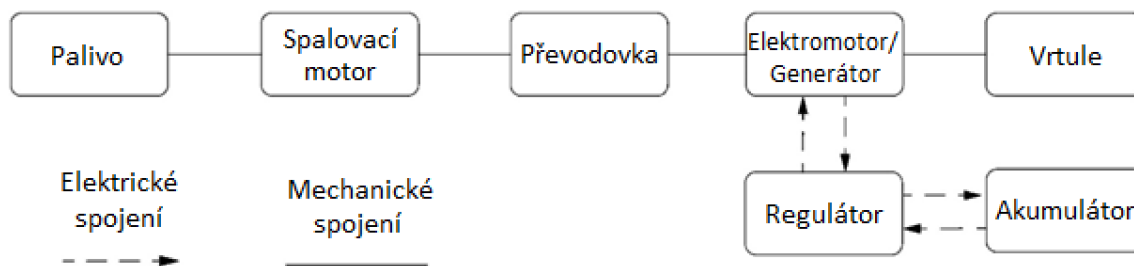 Palivo
Spalovací
motor
Převodovka
Elektromotor/
Generátor
Vrtule
Elektrické
spojení
Mechanické
spojení
Regulátor
Akumulátor